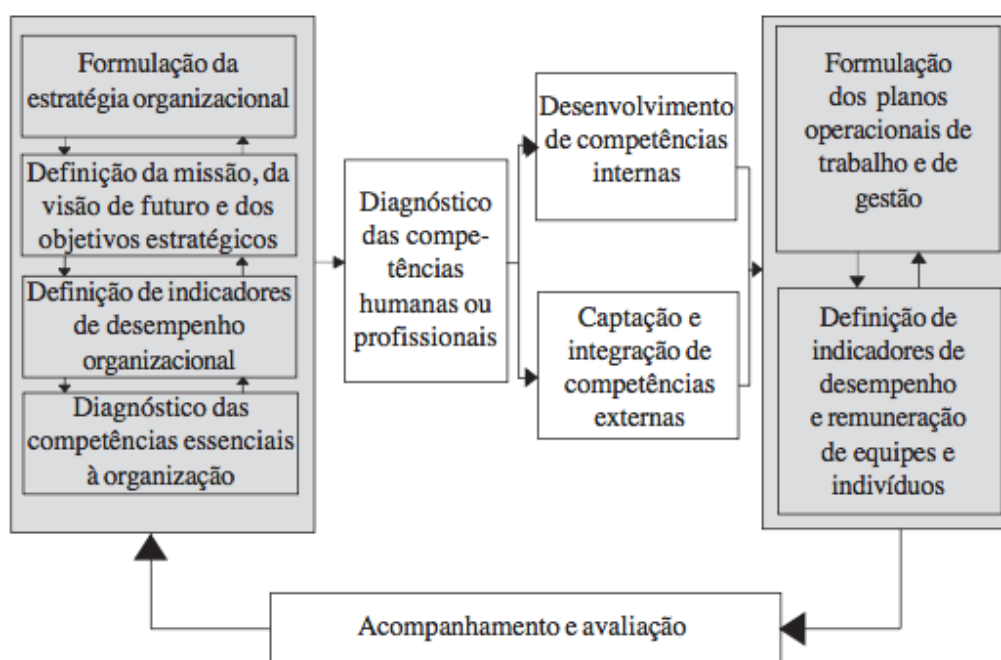 Formulação da
estratégia organizacional
Definição da missão, da
visão de futuro e dos
objetivos estratégicos
Definição de indicadores
de desempenho
organizacional
Diagnóstico das
competências essenciais
à organização
Diagnóstico
das compe-
tências
humanas ou
profissionais
Desenvolvimento
de competências
internas
Captação e
integração de
competências
externas
Formulação
dos planos
operacionais de
trabalho e de
gestão
Definição de
indicadores de
desempenho
e remuneração
de equipes e
indivíduos
Acompanhamento e avaliação